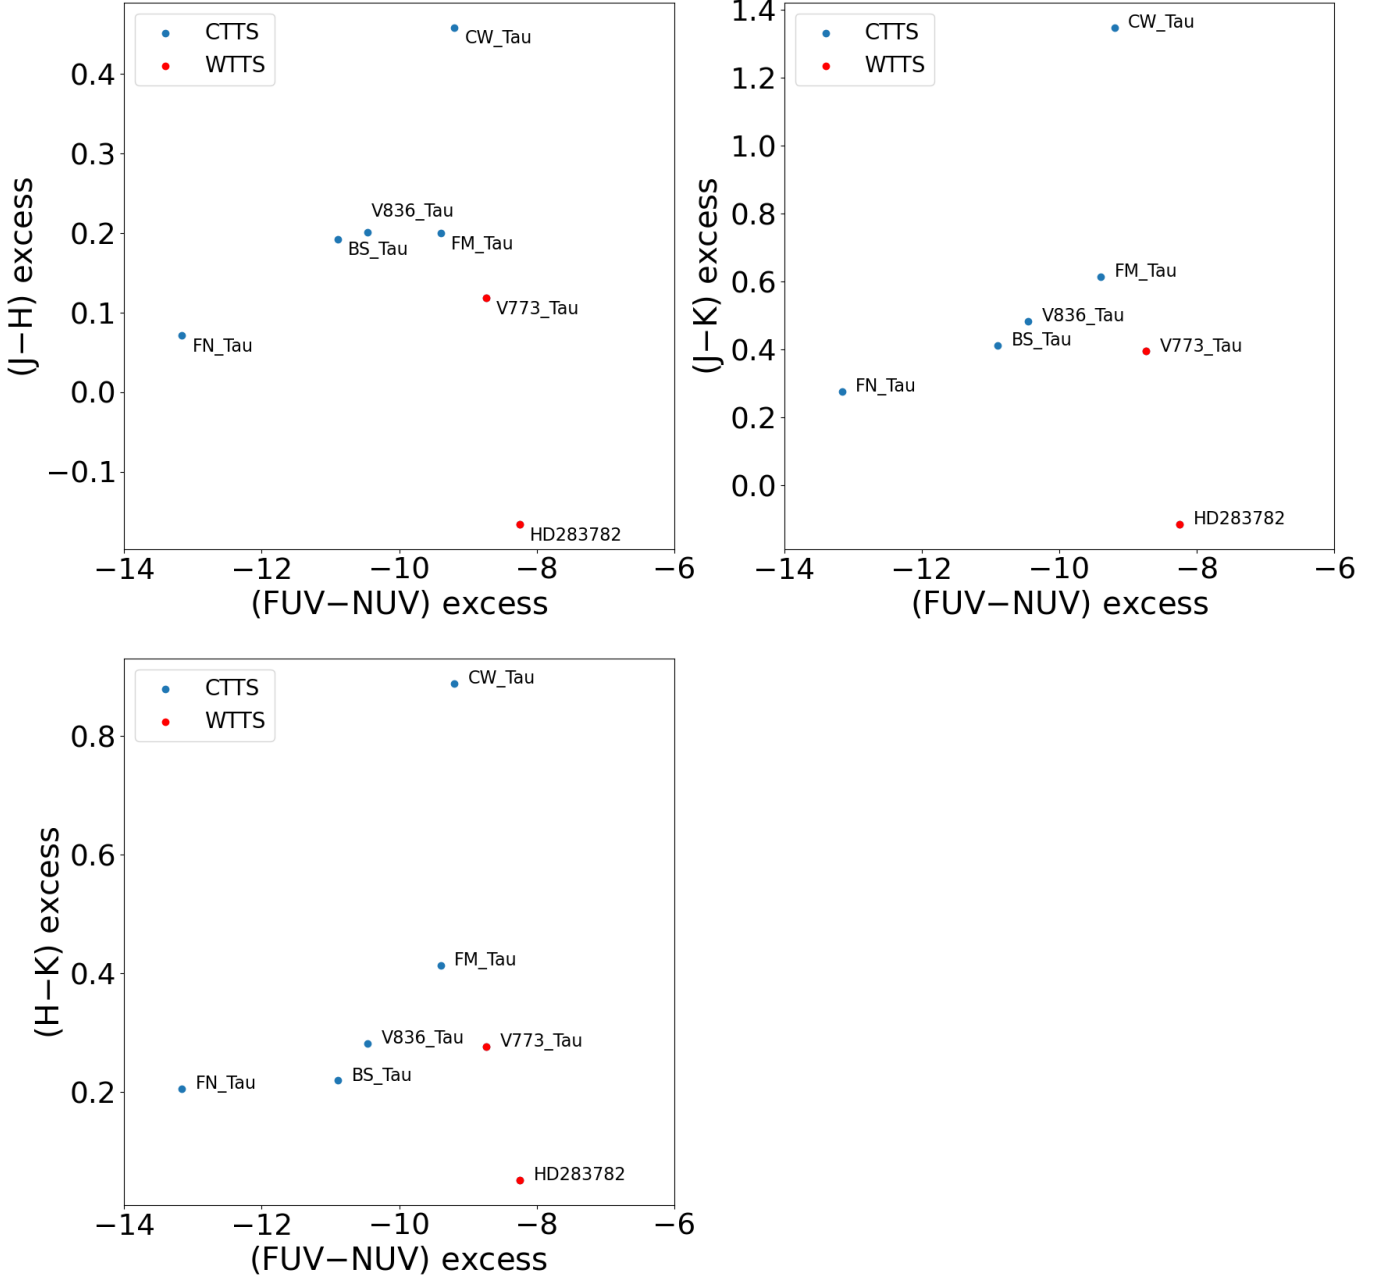 CTTS
WTTS
CW_Tau
V836_Tau
BS_Tau
FM_Tau
V773_Tau
FN_Tau
HD283782
0.4
0.3
0.2
0.1
0.0
−0.1
(J−H) excess
−14
−12
−10
−8
−6
(FUV−NUV) excess
CTTS
WTTS
CW_Tau
FM_Tau
V836_Tau
BS_Tau
V773_Tau
FN_Tau
HD283782
1.4
1.2
1.0
0.8
0.6
0.4
0.2
0.0
(J−K) excess
−14
−12
−10
−8
−6
(FUV−NUV) excess
CTTS
WTTS
CW_Tau
FM_Tau
V836_Tau
V773_Tau
BS_Tau
FN_Tau
HD283782
0.8
0.6
0.4
0.2
(H−K) excess
−14
−12
−10
−8
−6
(FUV−NUV) excess